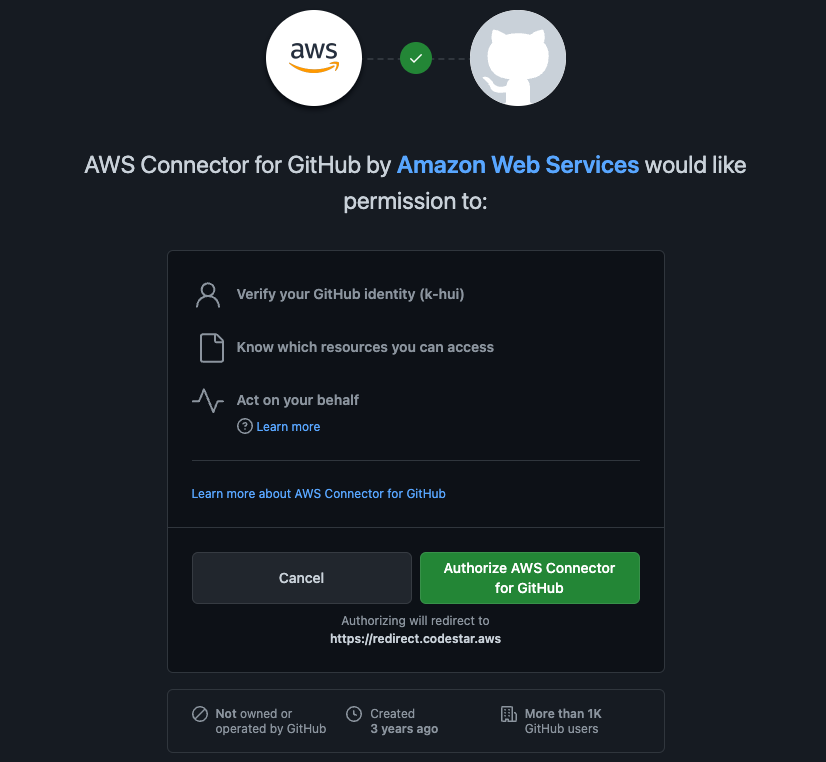 aws
AWS Connector for GitHub by Amazon Web Services would like
permission to:
Verify your GitHub identity (k-hui)
Know which resources you can access
Act on your behalf
? Learn more
Learn more about AWS Connector for GitHub
Cancel
Authorize AWS Connector
for GitHub
Authorizing will redirect to
https://redirect.codestar.aws
Not owned or
operated by GitHub
Created
3 years ago
More than 1K
GitHub users